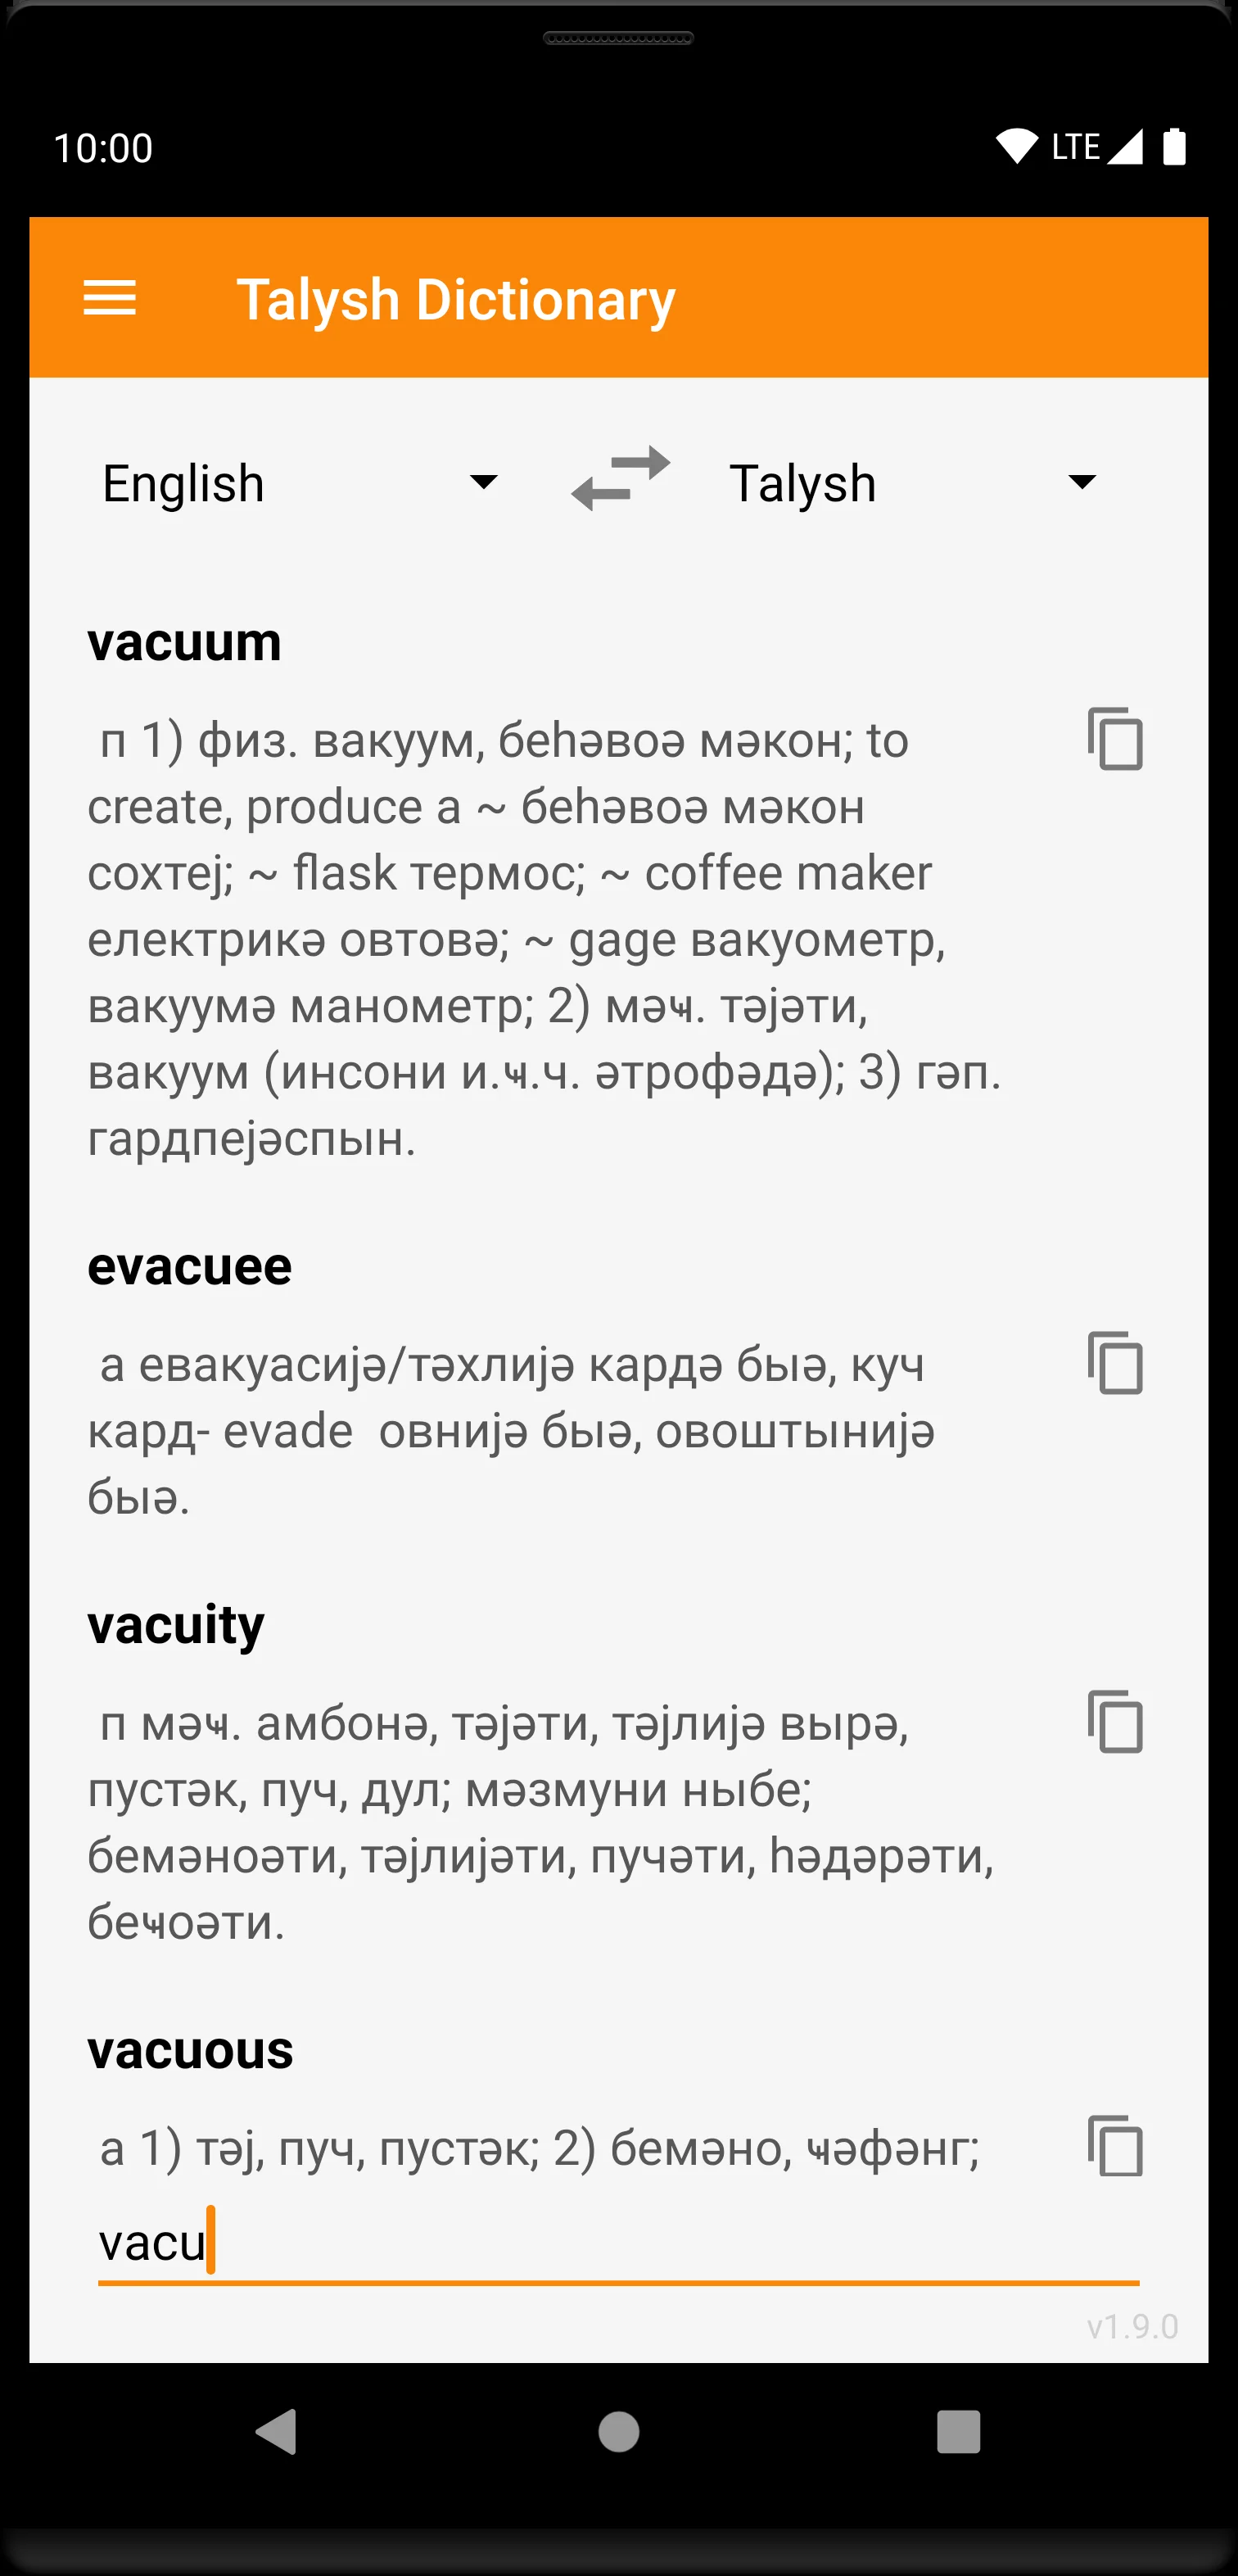 10:00 LTE
Talysh Dictionary
English Talysh
vacuum
п 1) физ. вакуум, беһәвоә мәкон; to
create, produce a ~ беһәвоә мәкон
сохтеј; ~ flask термос; ~ coffee maker
електрикә овтовә; ~ gage вакуометр,
вакуумә манометр; 2) мәҹ. тәјәти,
вакуум (инсони и.ҹ.ч. әтрофәдә); 3) гәп.
гардпејәспын.
evacuee
а евакуасијә/тәхлијә кардә быә, куч
кард- evade  овнијә быә, овоштынијә
быә.
vacuity
п мәҹ. амбонә, тәјәти, тәјлијә вырә,
пустәк, пуч, дул; мәзмуни ныбе;
бемәноәти, тәјлијәти, пучәти, һәдәрәти,
беҹоәти.
vacuous
а 1) тәј, пуч, пустәк; 2) бемәно, ҹәфәнг;
vacu
v1.9.0